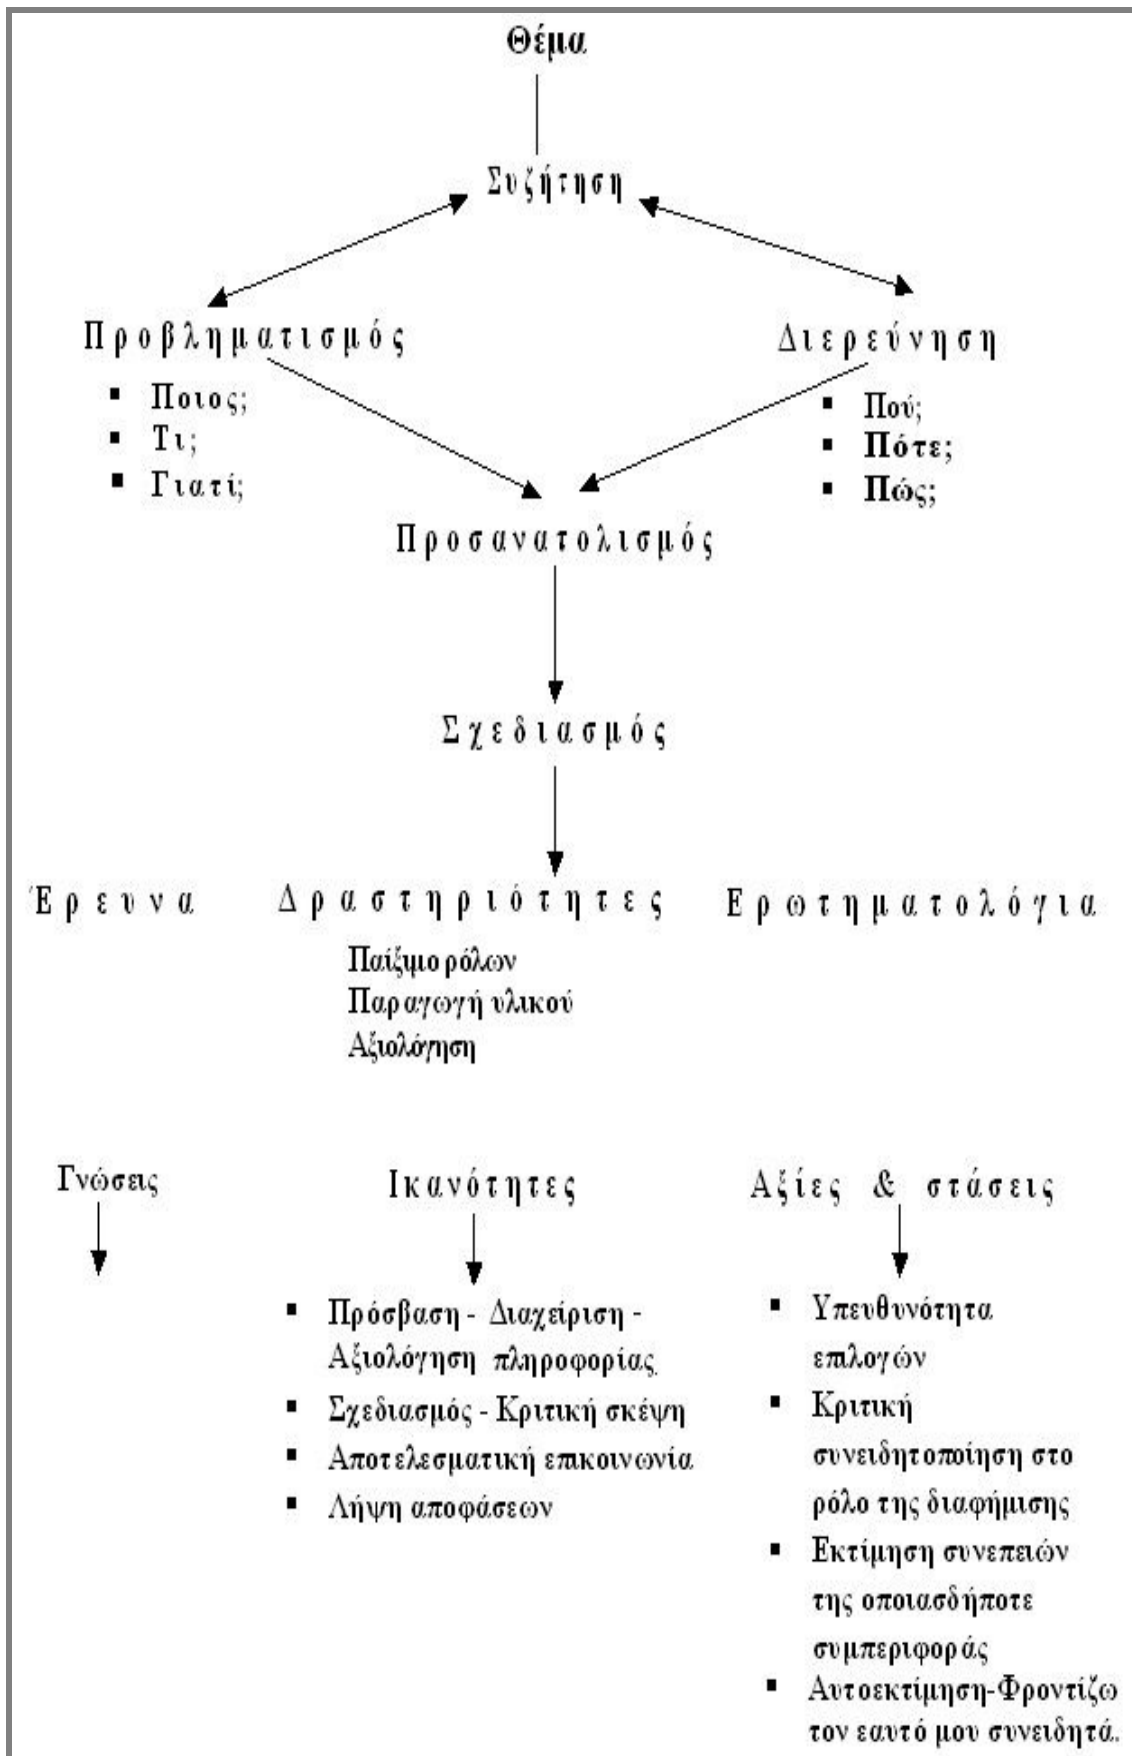 Θέμα
Συζήτηση
Προβληματισμός
Διερεύνηση
▪ Ποιος;
▪ Τι;
▪ Γιατί;
▪ Πού;
▪ Πότε;
▪ Πώς;
Προσανατολισμός
Σχεδιασμός
Έρευνα
Δραστηριότητες
Ερωτηματολόγια
Παίξιμο ρόλων
Παραγωγή υλικού
Αξιολόγηση
Γνώσεις
Ικανότητες
Αξίες & στάσεις
▪ Πρόσβαση - Διαχείριση -
Αξιολόγηση πληροφορίας
▪ Σχεδιασμός - Κριτική σκέψη
▪ Αποτελεσματική επικοινωνία
▪ Λήψη αποφάσεων
▪ Υπευθυνότητα
επιλογών
▪ Κριτική
συνειδητοποίηση στο
ρόλο της διαφήμισης
▪ Εκτίμηση συνεπειών
της οποιασδήποτε
συμπεριφοράς
▪ Αυτοεκτίμηση-Φροντίζω
τον εαυτό μου συνειδητά.